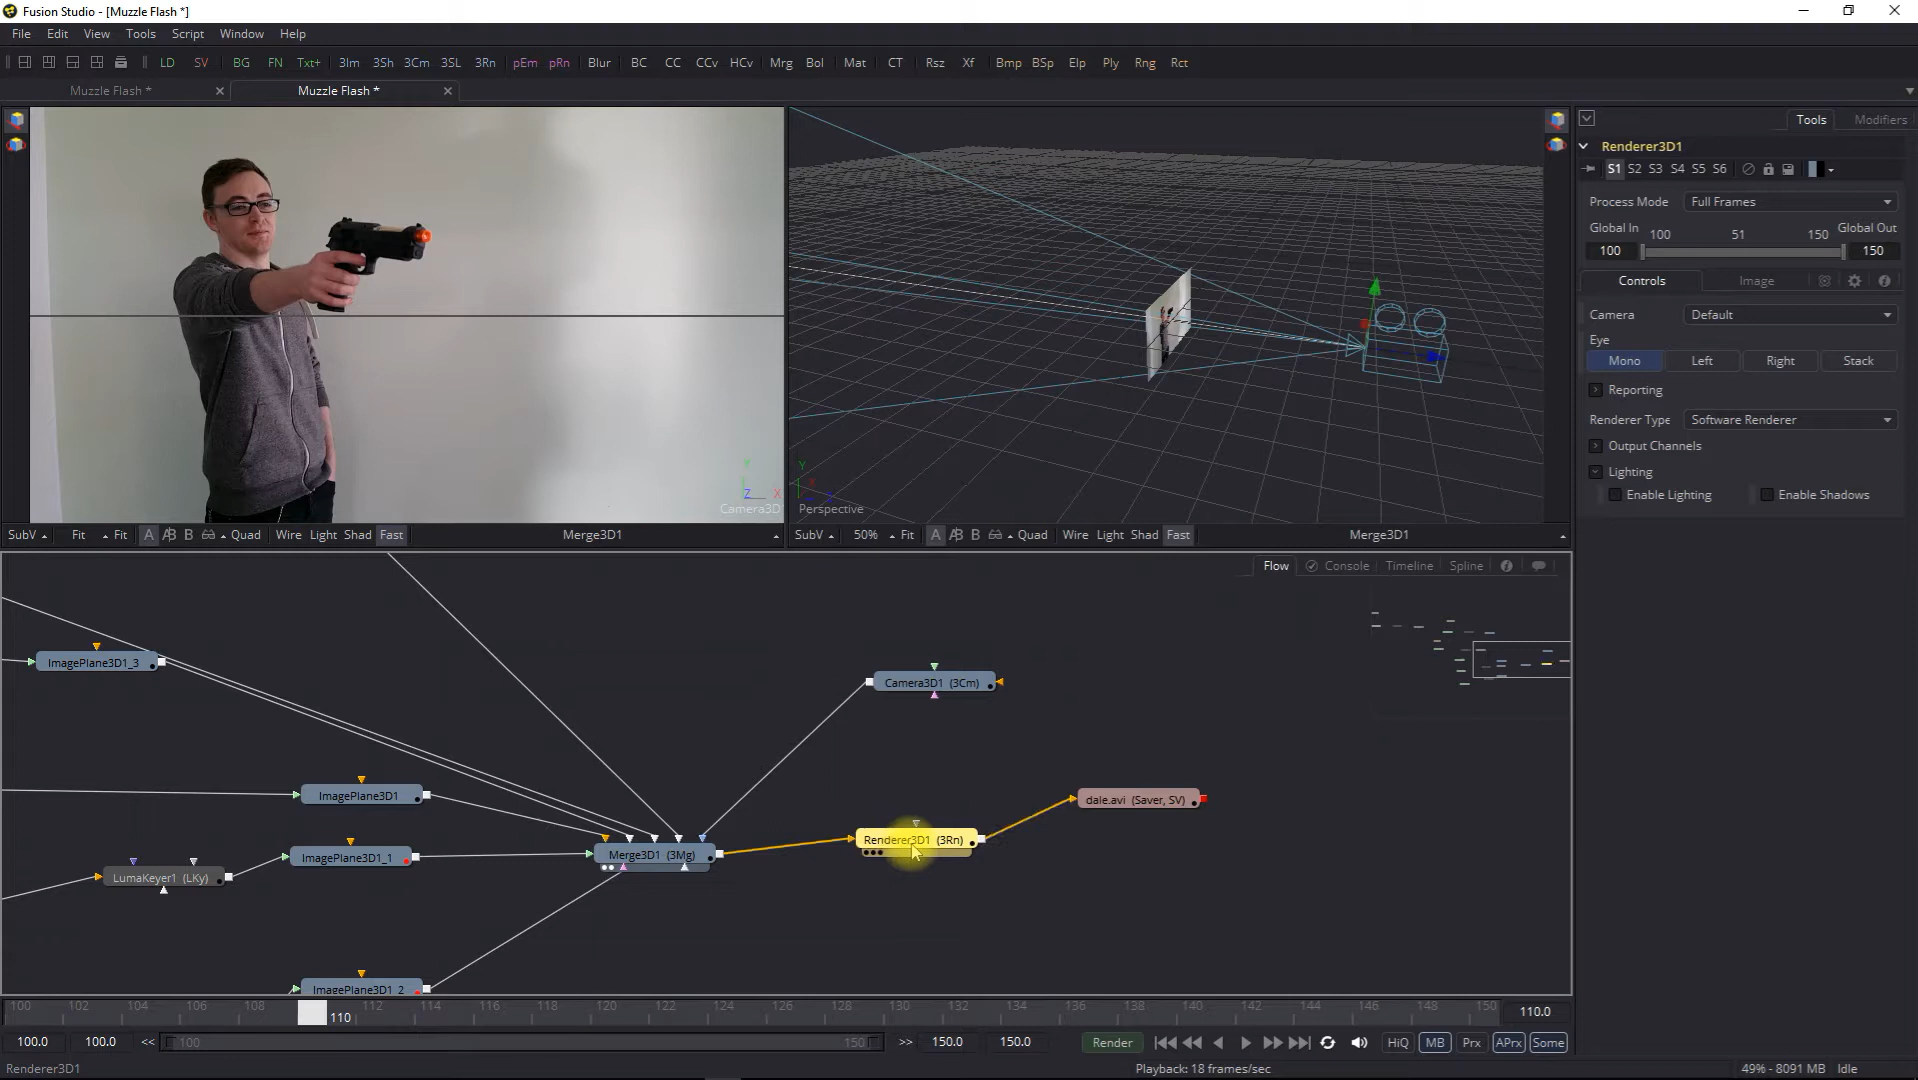 Fusion Studio - [Muzzle Flash *]
File Edit View Tools Script Window Help
LD SV BG FN Txt+ 3Im 3Sh 3Cm 3SL 3Rn pEm pRn Blur BC CC CCv HCv Mrg Bol Mat CT Rsz Xf Bmp BSp Elp Ply Rng Rct
Muzzle Flash * Muzzle Flash *
Tools Modifiers
Renderer3D1
S1 S2 S3 S4 S5 S6
Process Mode Full Frames
Global In 100 51 150 Global Out
100 150
Controls Image
Camera Default
Eye
Mono Left Right Stack
Reporting
Renderer Type Software Renderer
Output Channels
Lighting
Enable Lighting Enable Shadows
Y
Z X
Camera3D
Y
Perspective
SubV Fit Fit A B Quad Wire Light Shad Fast Merge3D1
SubV 50% Fit A B Quad Wire Light Shad Fast Merge3D1
Flow Console Timeline Spline
ImagePlane3D1_3
Camera3D1 (3Cm)
ImagePlane3D1
dale.avi (Saver, SV)
Renderer3D1 (3Rn)
Merge3D1 (3Mg)
ImagePlane3D1_1
LumaKeyer1 (LKy)
ImagePlane3D1_2
100 102 104 106 108 110 112 114 116 118 120 122 124 126 128 130 132 134 136 138 140 142 144 146 148 150 110.0
100.0 100.0 << 100 150 >> 150.0 150.0 Render HiQ MB Prx APrx Some
Renderer3D1 Playback: 18 frames/sec 49% - 8091 MB Idle